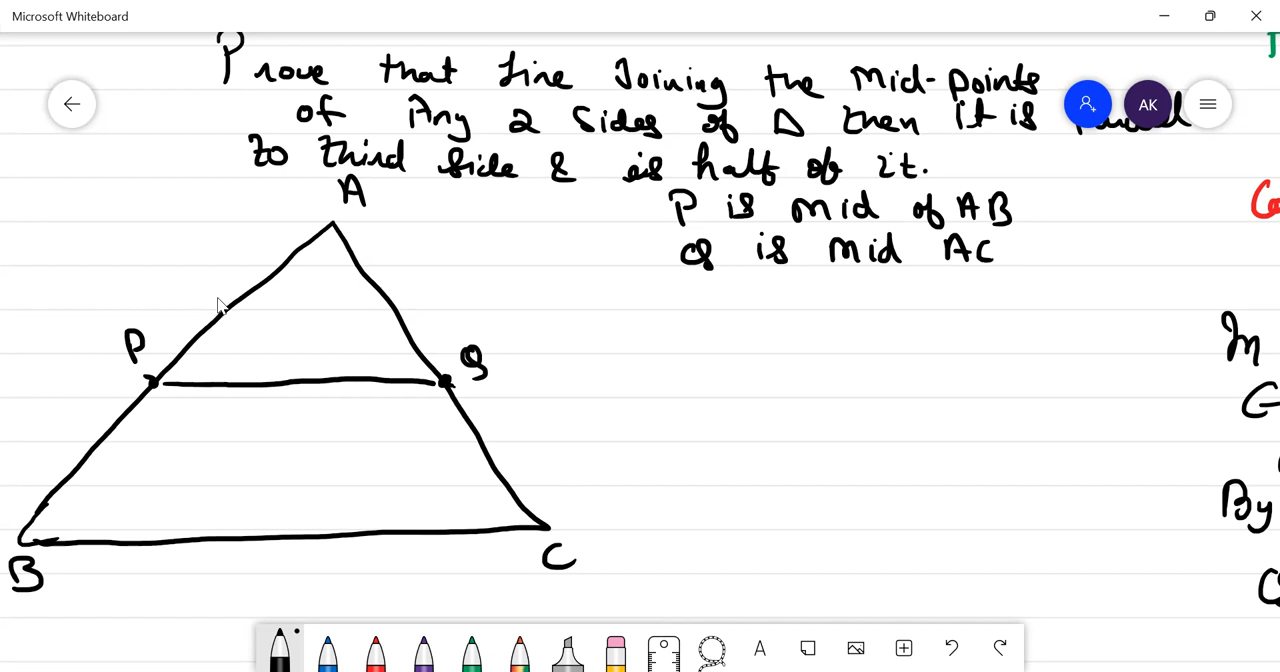 Microsoft Whiteboard
Prove that Line Joining the Mid-points
of Any 2 Sides of Δ then it is
to third side & is half of it.
P is Mid of AB
Q is Mid AC
AK
A
P
Q
B
C
In
By
A